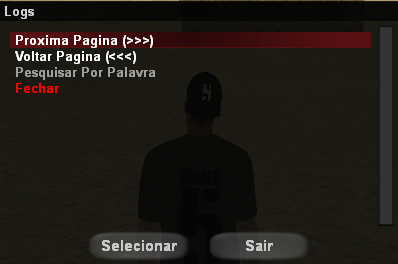 Logs
Proxima Pagina (>>>)
Voltar Pagina (<<<)
Pesquisar Por Palavra
Fechar
Selecionar Sair